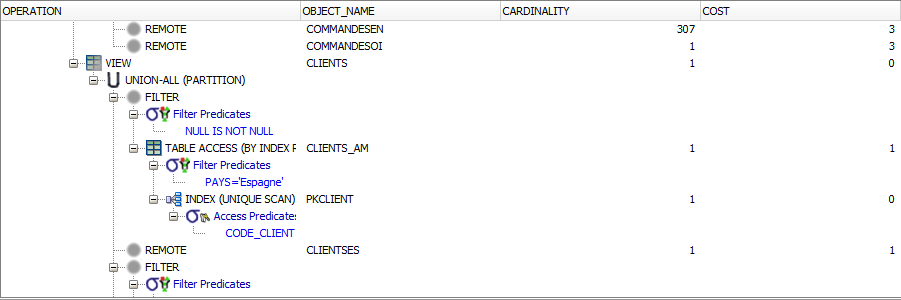 OPERATION OBJECT_NAME CARDINALITY COST
REMOTE COMMANDESEN 307 3
REMOTE COMMANDESOI 1 3
VIEW CLIENTS 1 0
UNION-ALL (PARTITION)
FILTER
Filter Predicates
NULL IS NOT NULL
TABLE ACCESS (BY INDEX R CLIENTS_AM 1 1
Filter Predicates
PAYS='Espagne'
INDEX (UNIQUE SCAN) PKCLIENT 1 0
Access Predicates
CODE_CLIENT
REMOTE CLIENTSES 1 1
FILTER
Filter Predicates